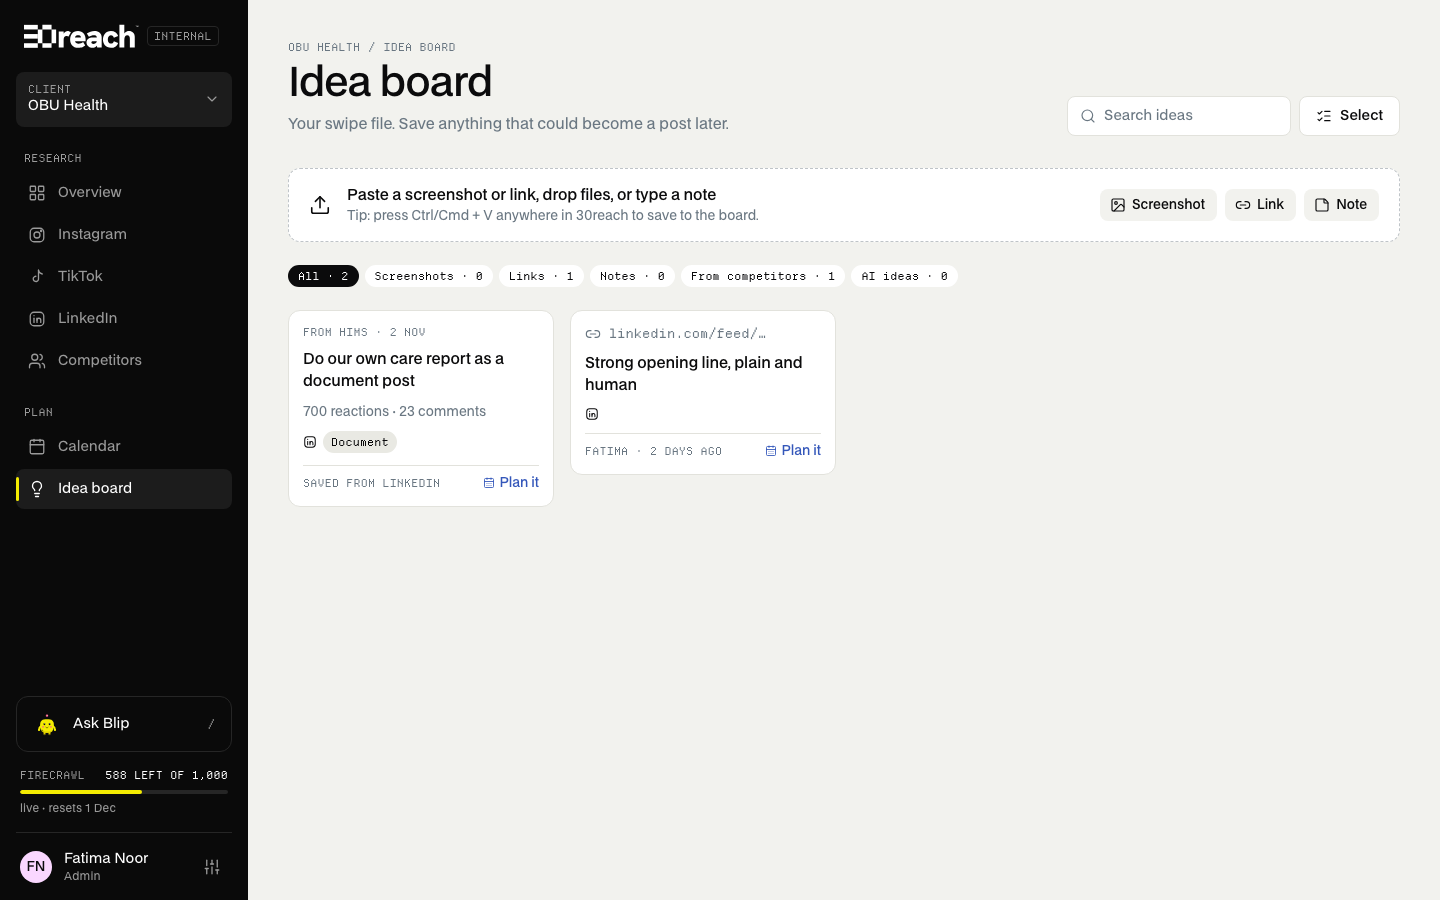 30reach
INTERNAL
CLIENT
OBU Health
RESEARCH
Overview
Instagram
TikTok
LinkedIn
Competitors
PLAN
Calendar
Idea board
Ask Blip
/
FIRECRAWL
588 LEFT OF 1,000
live · resets 1 Dec
FN
Fatima Noor
Admin
OBU HEALTH / IDEA BOARD
Idea board
Your swipe file. Save anything that could become a post later.
Search ideas
Select
Paste a screenshot or link, drop files, or type a note
Tip: press Ctrl/Cmd + V anywhere in 30reach to save to the board.
Screenshot
Link
Note
All · 2
Screenshots · 0
Links · 1
Notes · 0
From competitors · 1
AI ideas · 0
FROM HIMS · 2 NOV
Do our own care report as a
document post
700 reactions · 23 comments
Document
SAVED FROM LINKEDIN
Plan it
linkedin.com/feed/…
Strong opening line, plain and
human
FATIMA · 2 DAYS AGO
Plan it